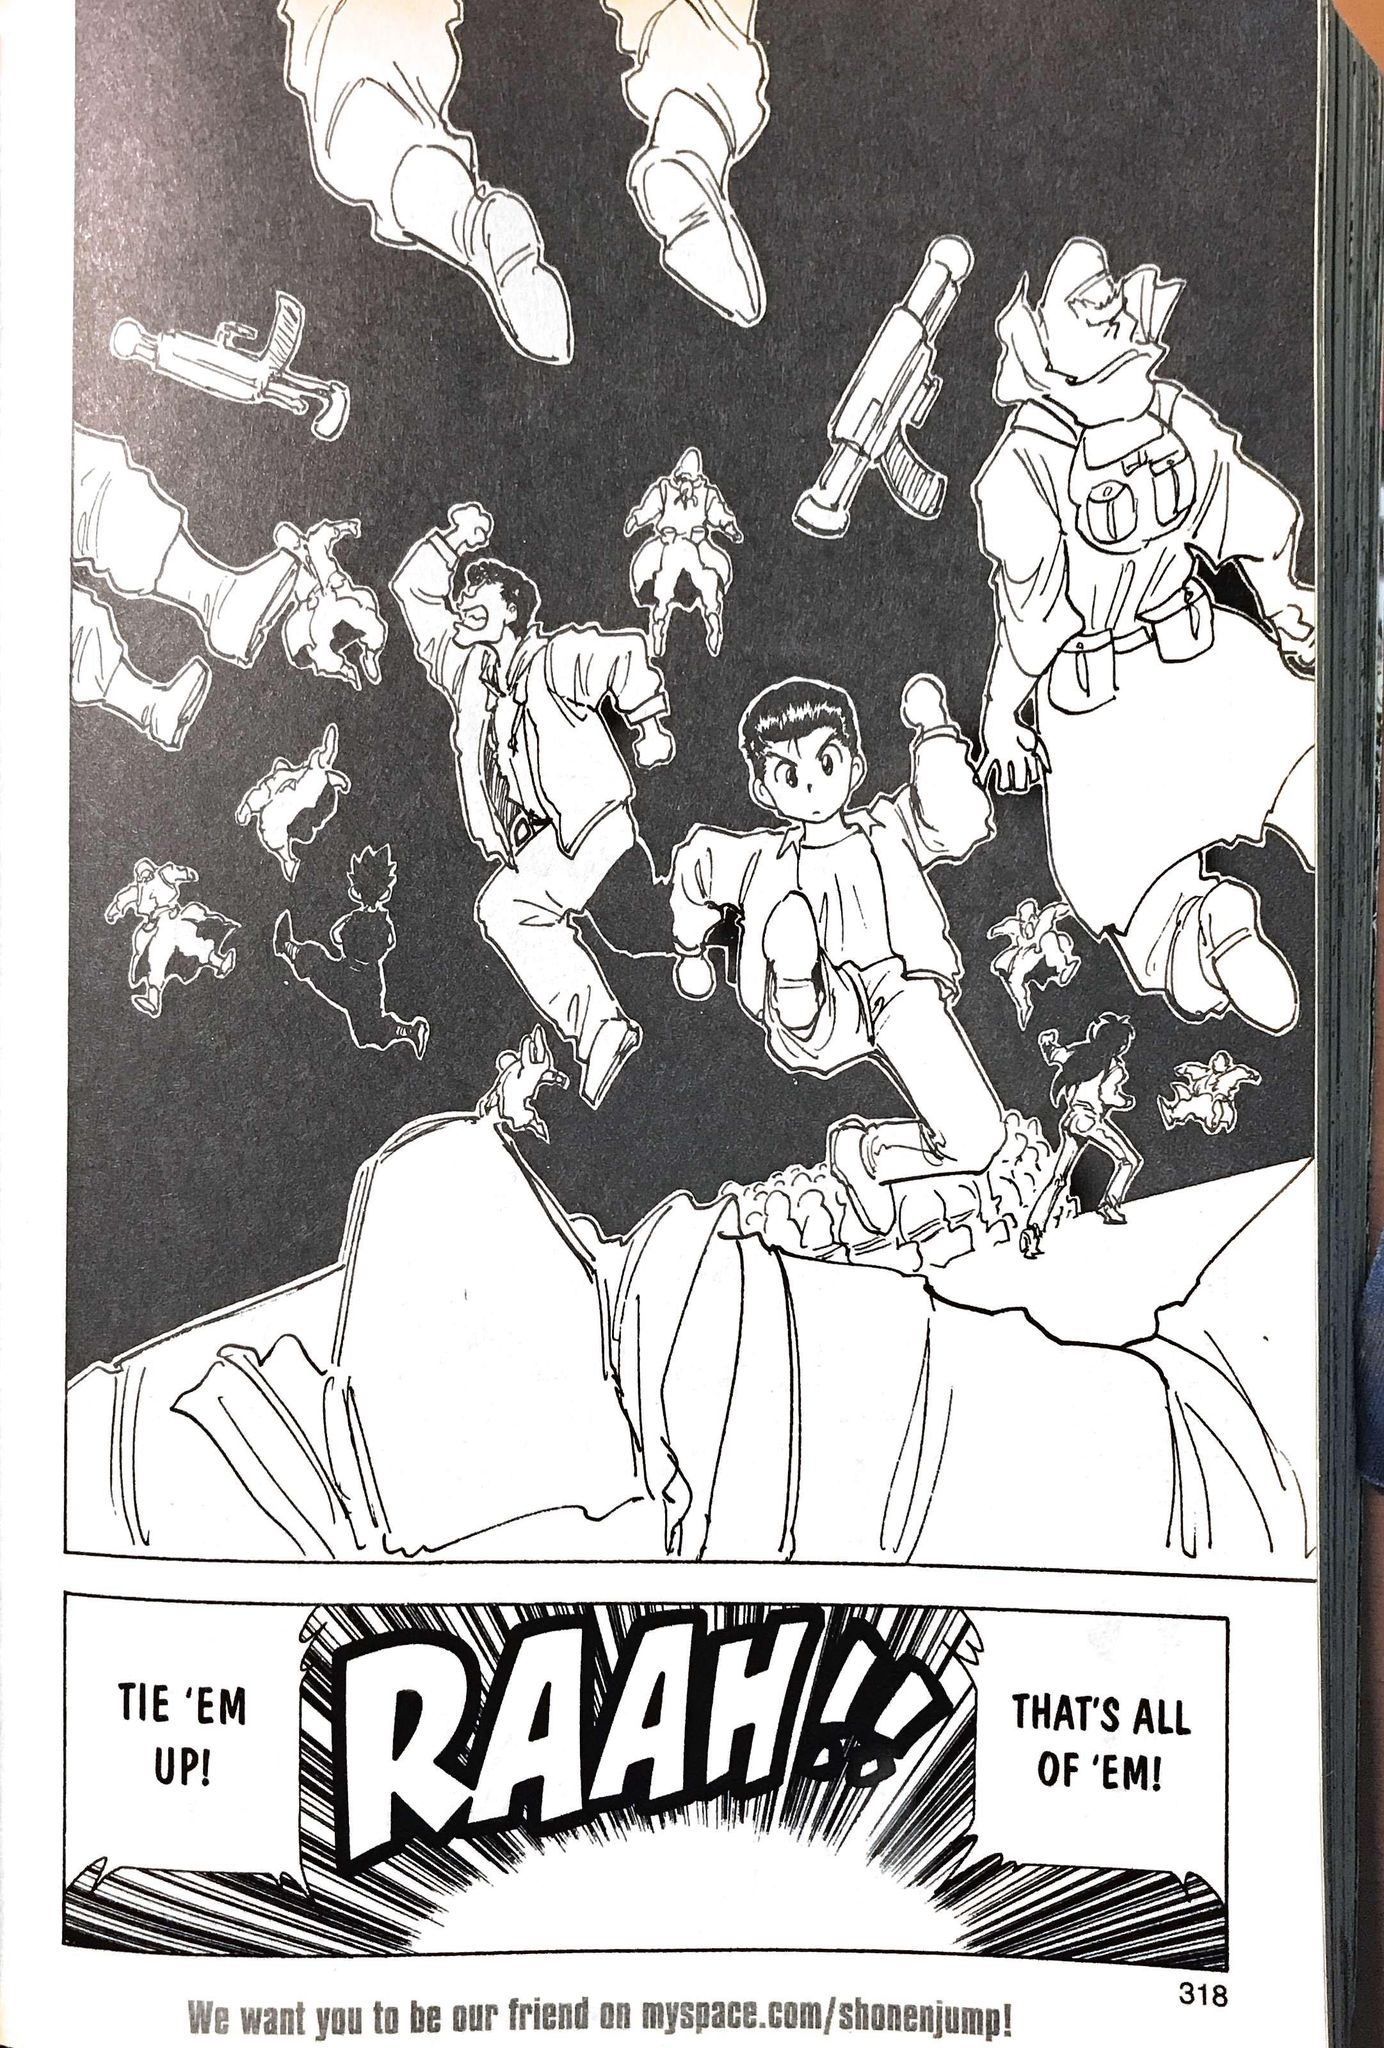 THAT'S ALL
OF 'EM!
RAAH!!
TIE 'EM
UP!
318
We want you to be our friend on myspace.com/shonenjump!